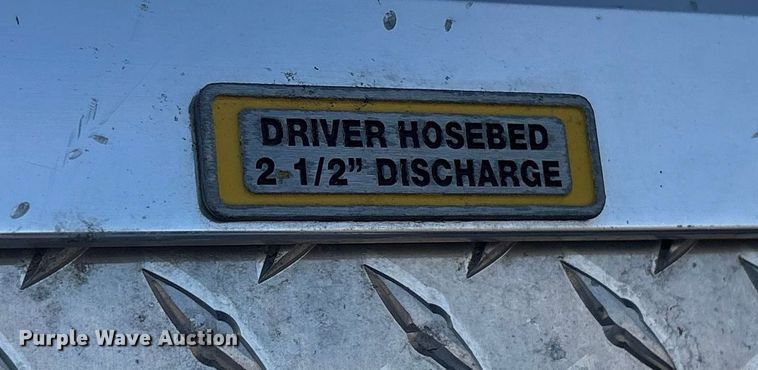 DRIVER HOSEBED
2-1/2" DISCHARGE
Purple Wave Auction